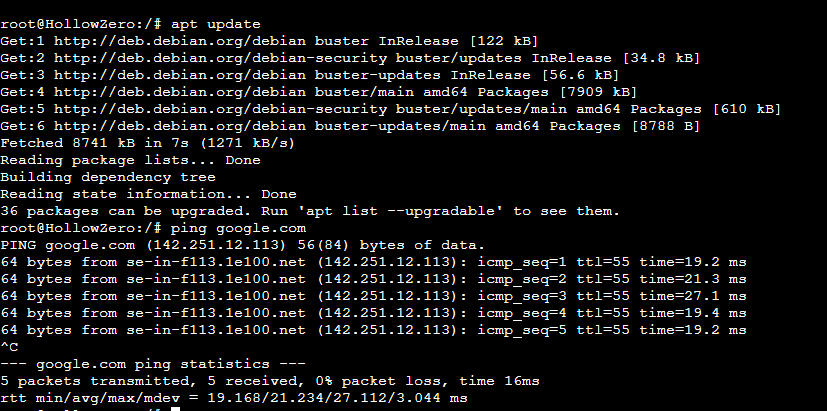 root@HollowZero:/# apt update
Get:1 http://deb.debian.org/debian buster InRelease [122 kB]
Get:2 http://deb.debian.org/debian-security buster/updates InRelease [34.8 kB]
Get:3 http://deb.debian.org/debian buster-updates InRelease [56.6 kB]
Get:4 http://deb.debian.org/debian buster/main amd64 Packages [7909 kB]
Get:5 http://deb.debian.org/debian-security buster/updates/main amd64 Packages [610 kB]
Get:6 http://deb.debian.org/debian buster-updates/main amd64 Packages [8788 B]
Fetched 8741 kB in 7s (1271 kB/s)
Reading package lists... Done
Building dependency tree
Reading state information... Done
36 packages can be upgraded. Run 'apt list --upgradable' to see them.
root@HollowZero:/# ping google.com
PING google.com (142.251.12.113) 56(84) bytes of data.
64 bytes from se-in-f113.1e100.net (142.251.12.113): icmp_seq=1 ttl=55 time=19.2 ms
64 bytes from se-in-f113.1e100.net (142.251.12.113): icmp_seq=2 ttl=55 time=21.3 ms
64 bytes from se-in-f113.1e100.net (142.251.12.113): icmp_seq=3 ttl=55 time=27.1 ms
64 bytes from se-in-f113.1e100.net (142.251.12.113): icmp_seq=4 ttl=55 time=19.4 ms
64 bytes from se-in-f113.1e100.net (142.251.12.113): icmp_seq=5 ttl=55 time=19.2 ms
^C
--- google.com ping statistics ---
5 packets transmitted, 5 received, 0% packet loss, time 16ms
rtt min/avg/max/mdev = 19.168/21.234/27.112/3.044 ms
root@HollowZero:/#